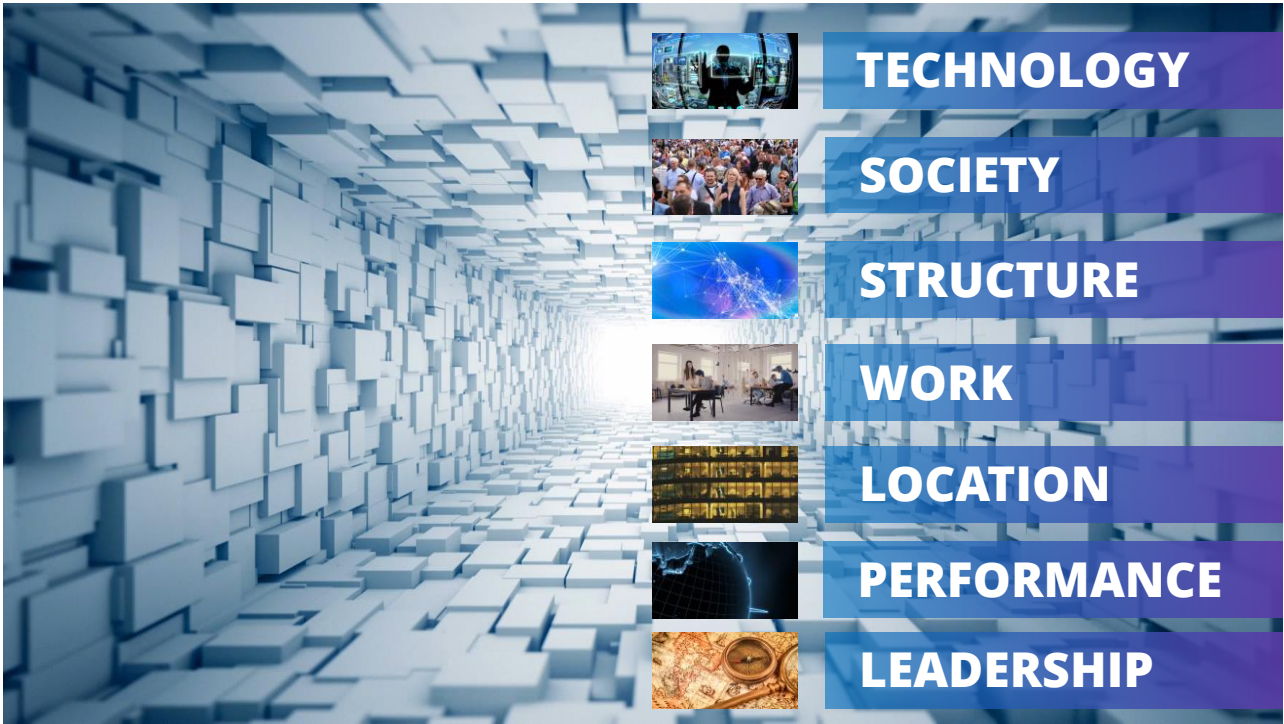 TECHNOLOGY
SOCIETY
STRUCTURE
WORK
LOCATION
PERFORMANCE
LEADERSHIP